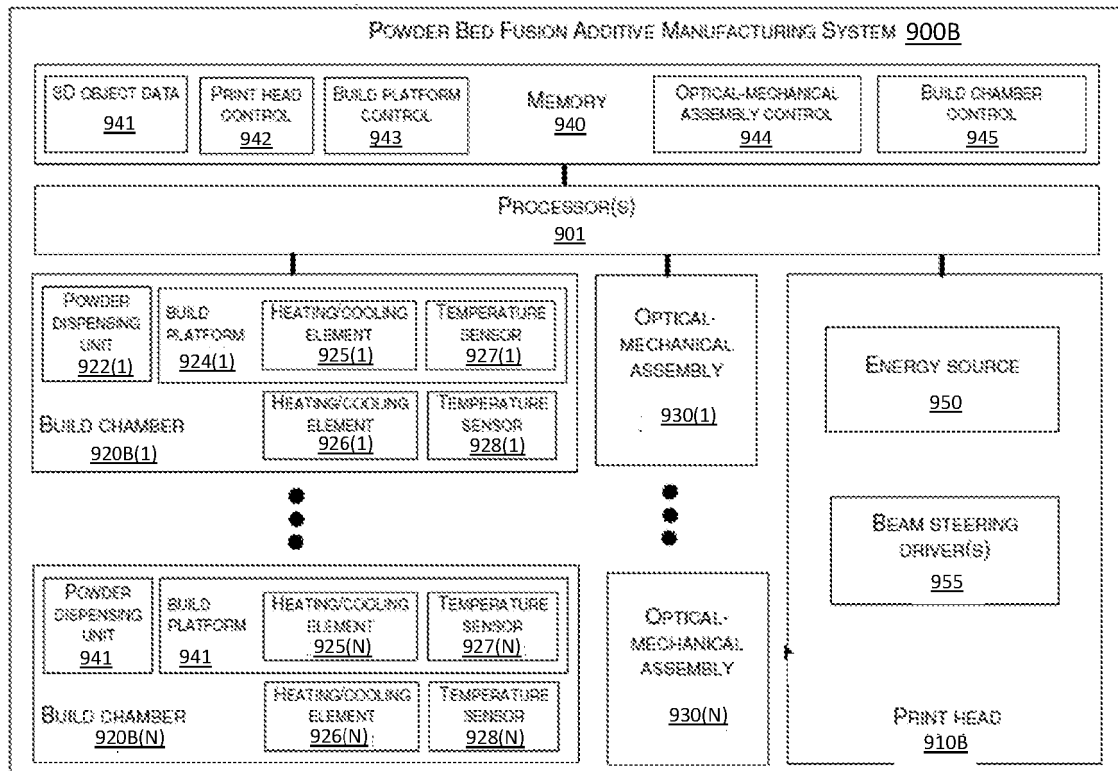 POWDER BED FUSION ADDITIVE MANUFACTURING SYSTEM 900B
3D OBJECT DATA
941
PRINT HEAD
CONTROL
942
BUILD PLATFORM
CONTROL
943
MEMORY
940
OPTICAL-MECHANICAL
ASSEMBLY CONTROL
944
BUILD CHAMBER
CONTROL
945
PROCESSOR(S)
901
POWDER
DISPENSING
UNIT
922(1)
BUILD
PLATFORM
924(1)
HEATING/COOLING
ELEMENT
925(1)
TEMPERATURE
SENSOR
927(1)
BUILD CHAMBER
920B(1)
HEATING/COOLING
ELEMENT
926(1)
TEMPERATURE
SENSOR
928(1)
OPTICAL-
MECHANICAL
ASSEMBLY
930(1)
ENERGY SOURCE
950
BEAM STEERING
DRIVER(S)
955
POWDER
DISPENSING
UNIT
941
BUILD
PLATFORM
941
HEATING/COOLING
ELEMENT
925(N)
TEMPERATURE
SENSOR
927(N)
BUILD CHAMBER
920B(N)
HEATING/COOLING
ELEMENT
926(N)
TEMPERATURE
SENSOR
928(N)
OPTICAL-
MECHANICAL
ASSEMBLY
930(N)
PRINT HEAD
910B